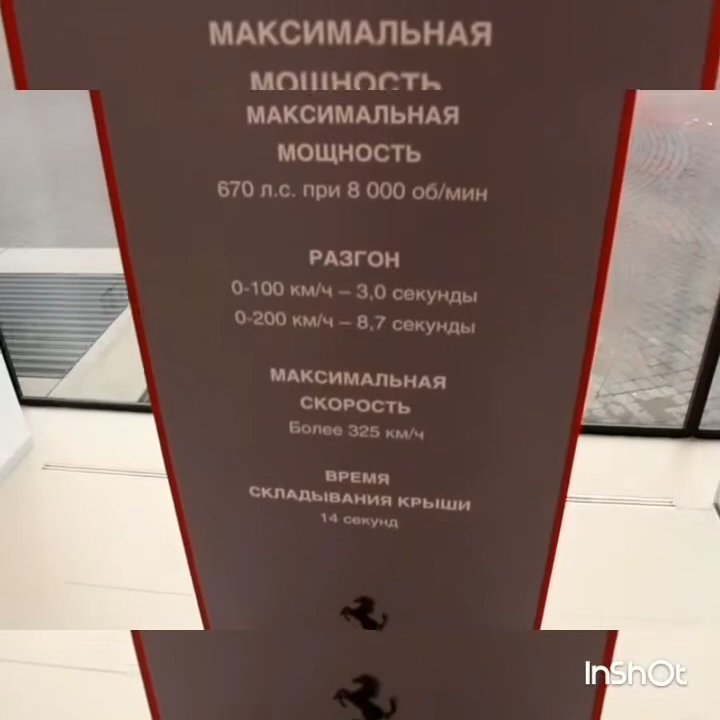 МАКСИМАЛЬНАЯ
МОЩНОСТЬ
МАКСИМАЛЬНАЯ
МОЩНОСТЬ
670 л.с. при 8 000 об/мин
РАЗГОН
0-100 км/ч – 3,0 секунды
0-200 км/ч – 8,7 секунды
МАКСИМАЛЬНАЯ
СКОРОСТЬ
Более 325 км/ч
ВРЕМЯ
СКЛАДЫВАНИЯ КРЫШИ
14 секунд
InShOt